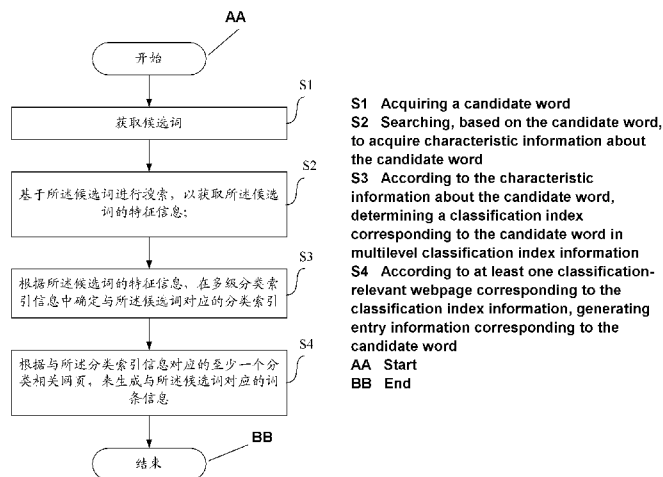 AA
开始
S1
获取候选词
S2
基于所述候选词进行搜索，以获取所述候选
词的特征信息；
S3
根据所述候选词的特征信息，在多级分类索
引信息中确定与所述候选词对应的分类索引
S4
根据与所述分类索引信息对应的至少一个分
类相关网页，来生成与所述候选词对应的词
条信息
BB
结束
S1 Acquiring a candidate word
S2 Searching, based on the candidate word,
to acquire characteristic information about
the candidate word
S3 According to the characteristic
information about the candidate word,
determining a classification index
corresponding to the candidate word in
multilevel classification index information
S4 According to at least one classification-
relevant webpage corresponding to the
classification index information, generating
entry information corresponding to the
candidate word
AA Start
BB End